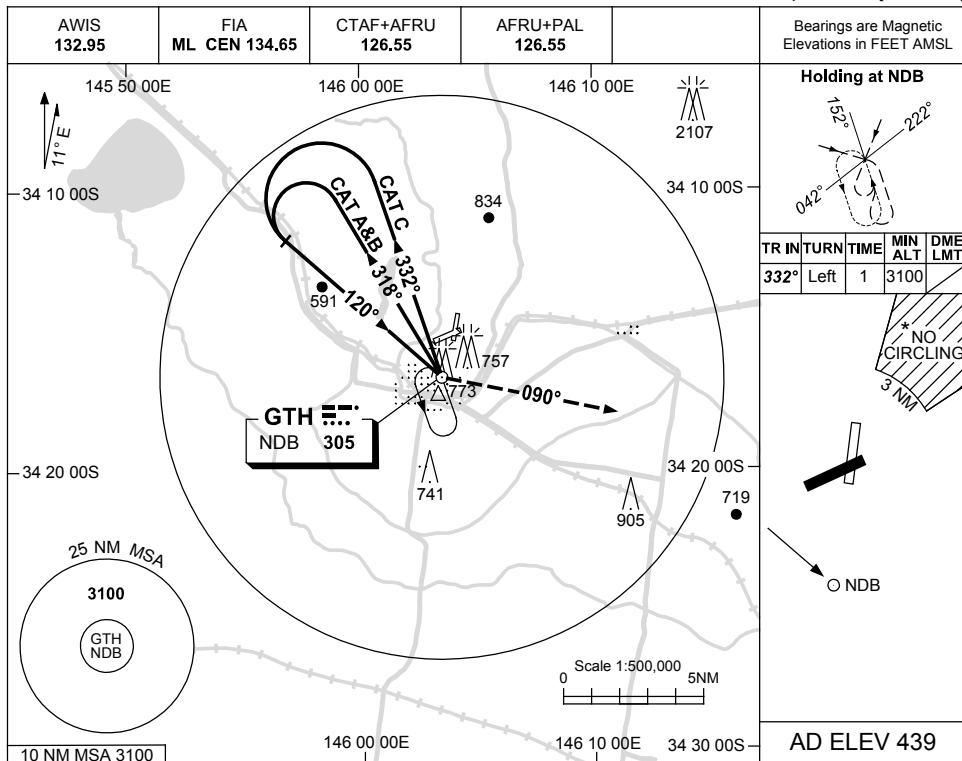 AWIS
132.95
FIA
ML CEN 134.65
CTAF+AFRU
126.55
AFRU+PAL
126.55
Bearings are Magnetic
Elevations in FEET AMSL
145 50 00E
146 00 00E
146 10 00E
11° E
2107
34 10 00S
34 10 00S
834
CAT C
CAT A&B
332°
318°
120°
591
757
773
090°
GTH
NDB 305
34 20 00S
34 20 00S
741
905
719
25 NM MSA
3100
GTH
NDB
Scale 1:500,000
0
5NM
10 NM MSA 3100
146 00 00E
146 10 00E
34 30 00S
Holding at NDB
152°
222°
042°
TR IN TURN TIME MIN ALT DME LMT
332° Left 1 3100
* NO
CIRCLING
3 NM
NDB
AD ELEV 439